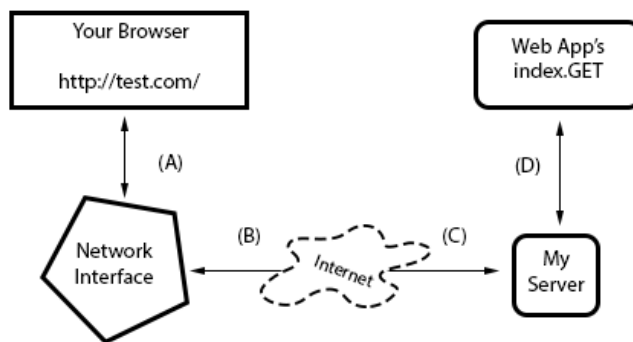 Your Browser
http://test.com/
Web App's
index.GET
(A)
(D)
Network
Interface
(B)
Internet
(C)
My
Server